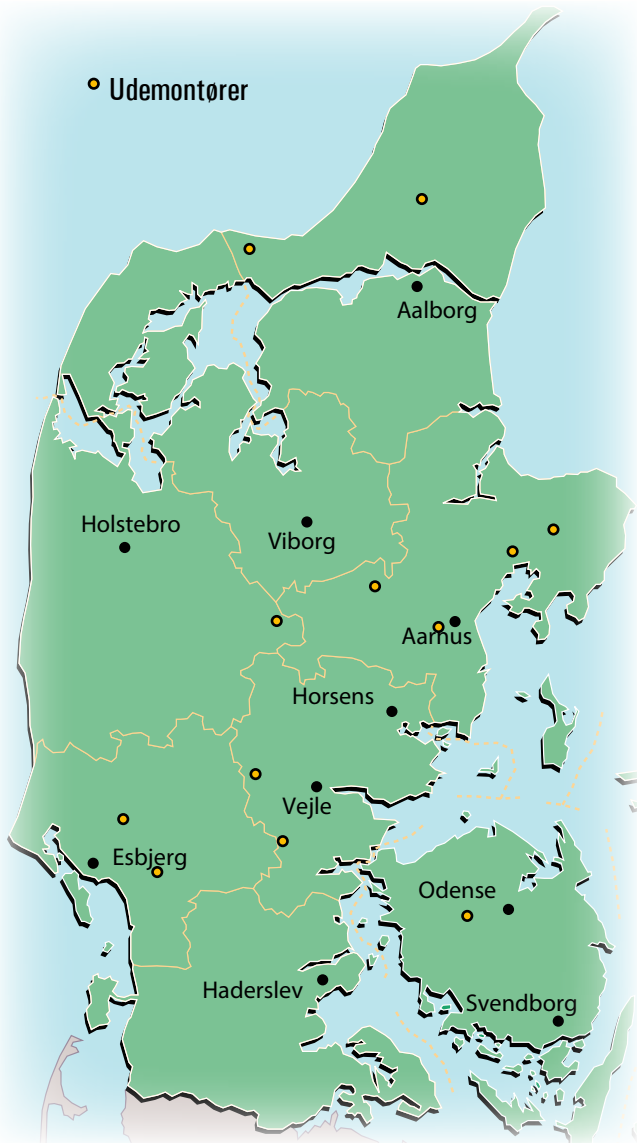 Udemontører
Aalborg
Holstebro
Viborg
Aarhus
Horsens
Vejle
Esbjerg
Odense
Haderslev
Svendborg